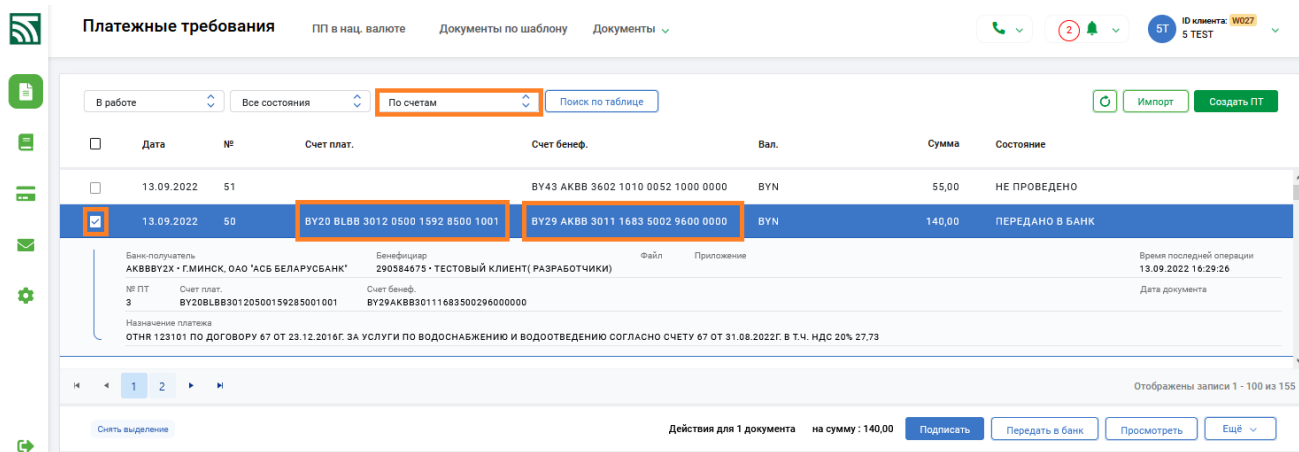 Платежные требования ПП в нац. валюте Документы по шаблону Документы 2 5T ID клиента: W027
5 TEST
В работе Все состояния По счетам Поиск по таблице Импорт Создать ПТ
Дата № Счет плат. Счет бенеф. Вал. Сумма Состояние
13.09.2022 51 BY43 AKBB 3602 1010 0052 1000 0000 BYN 55,00 НЕ ПРОВЕДЕНО
13.09.2022 50 BY20 BLBB 3012 0500 1592 8500 1001 BY29 AKBB 3011 1683 5002 9600 0000 BYN 140,00 ПЕРЕДАНО В БАНК
Банк-получатель Бенефициар Файл Приложение Время последней операции
AKBBBY2X • Г.МИНСК, ОАО "АСБ БЕЛАРУСБАНК" 290584675 • ТЕСТОВЫЙ КЛИЕНТ( РАЗРАБОТЧИКИ) 13.09.2022 16:29:26
№ ПТ Счет плат. Счет бенеф. Дата документа
3 BY20BLBB30120500159285001001 BY29AKBB30111683500296000000
Назначение платежа
OTHR 123101 ПО ДОГОВОРУ 67 ОТ 23.12.2016Г. ЗА УСЛУГИ ПО ВОДОСНАБЖЕНИЮ И ВОДООТВЕДЕНИЮ СОГЛАСНО СЧЕТУ 67 ОТ 31.08.2022Г. В Т.Ч. НДС 20% 27,73
1 2 Отображены записи 1 - 100 из 155
Снять выделение Действия для 1 документа на сумму : 140,00 Подписать Передать в банк Просмотреть Ещё